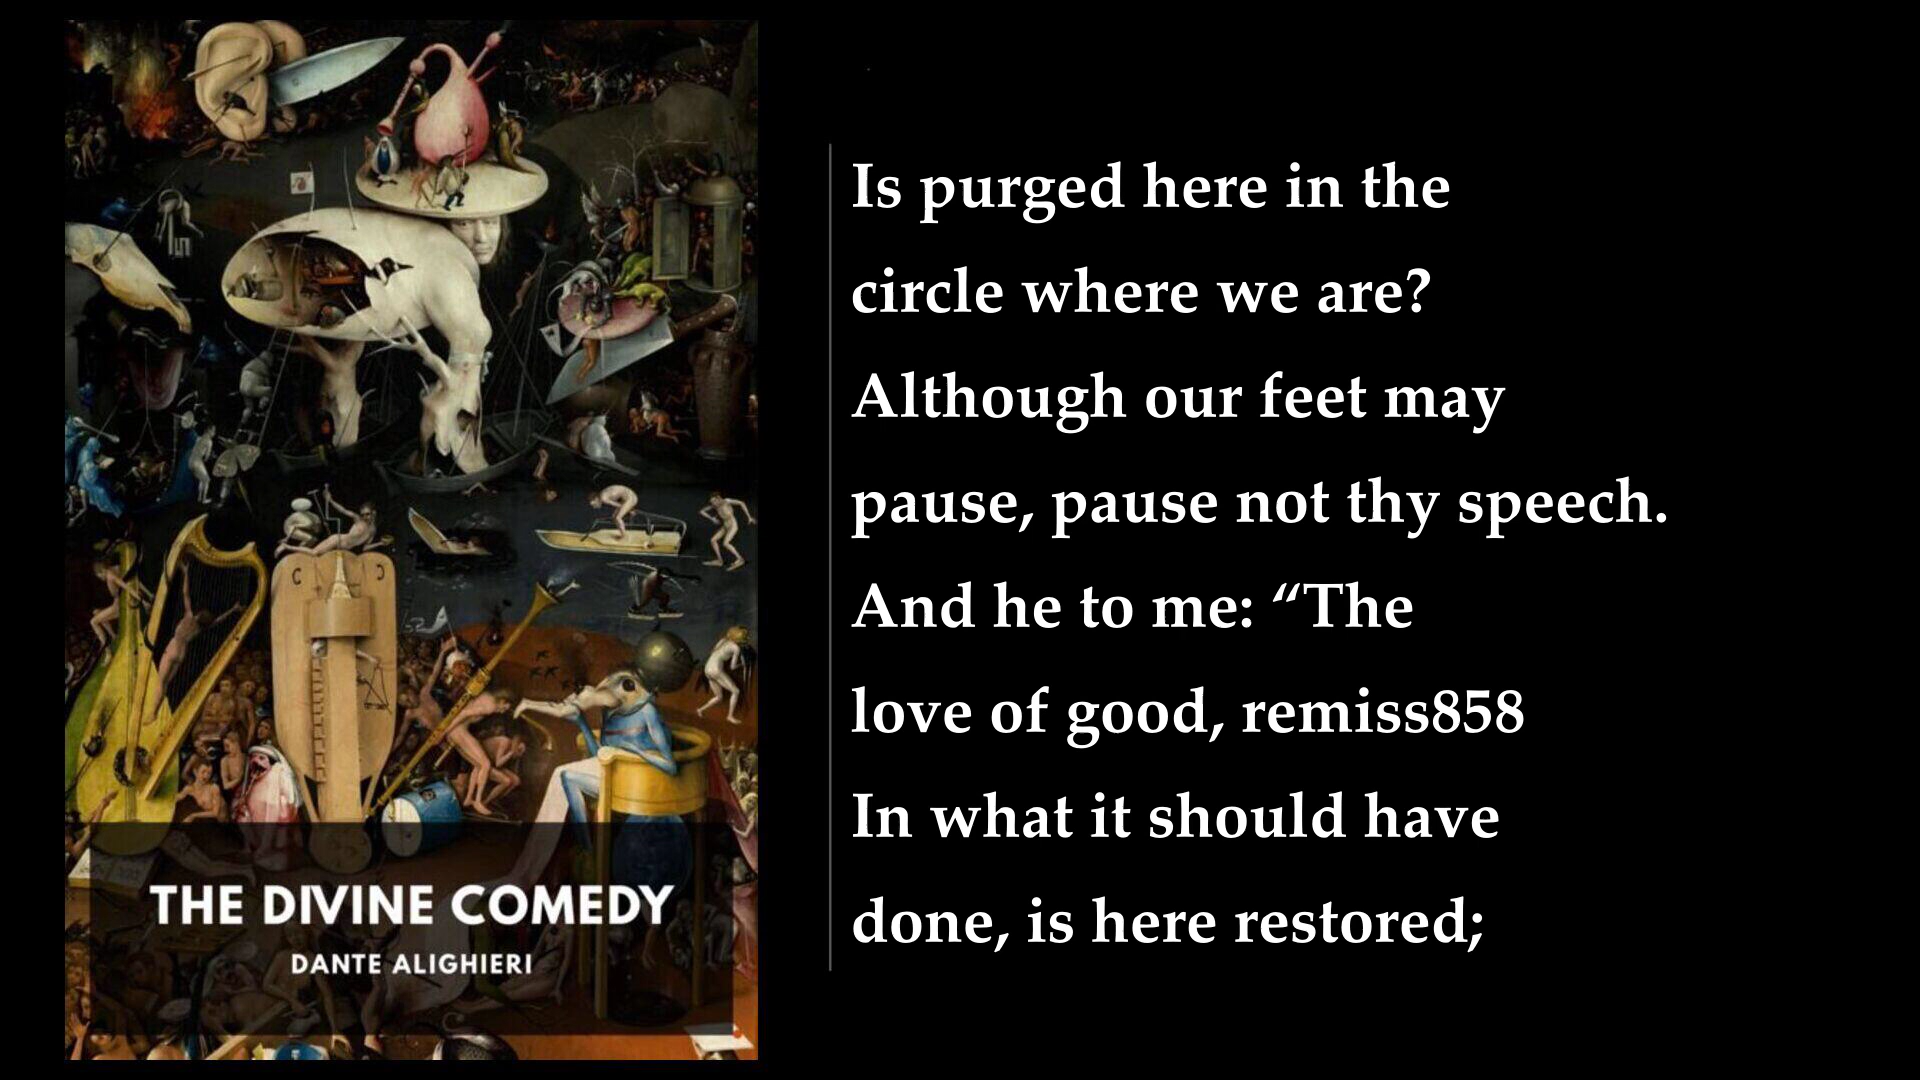 THE DIVINE COMEDY
DANTE ALIGHIERI
Is purged here in the
circle where we are?
Although our feet may
pause, pause not thy speech.
And he to me: “The
love of good, remiss858
In what it should have
done, is here restored;